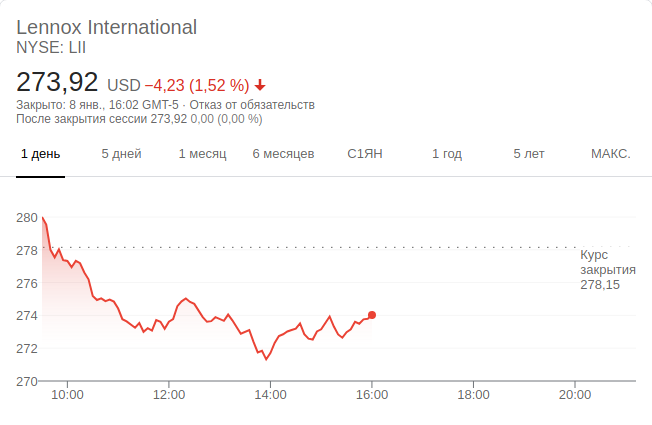 Lennox International
NYSE: LII
273,92 USD −4,23 (1,52 %)
Закрыто: 8 янв., 16:02 GMT-5 · Отказ от обязательств
После закрытия сессии 273,92 0,00 (0,00 %)
1 день 5 дней 1 месяц 6 месяцев С1ЯН 1 год 5 лет МАКС.
280
278
Курс
закрытия
278,15
276
274
272
270
10:00 12:00 14:00 16:00 18:00 20:00